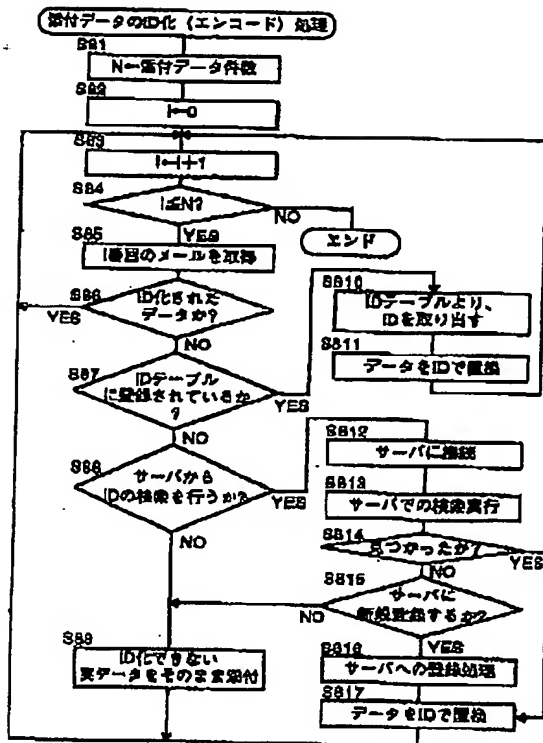 添付データのID化(エンコード)処理
S81
N←添付データ件数
S82
I←0
S83
I←I+1
S84
I≦N?
NO
YES
エンド
S85
I番目のメールを取得
S86
ID化された
データか?
YES
NO
S87
IDテーブル
に登録されているか
?
YES
NO
S810
IDテーブルより、
IDを取り出す
S811
データをIDで置換
S88
サーバから
IDの検索を行うか?
YES
NO
S812
サーバに接続
S813
サーバでの検索実行
S814
見つかったか?
YES
NO
S815
サーバに
新規登録するか?
NO
YES
S89
ID化できない
実データをそのまま添付
S816
サーバへの登録処理
S817
データをIDで置換